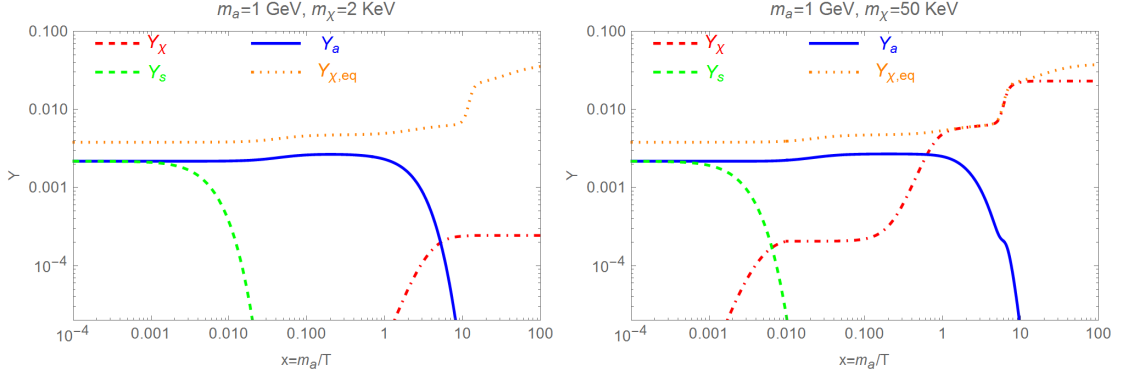 m_a=1 GeV, m_χ=2 KeV
Y_χ Y_a
Y_s Y_χ,eq
Y
0.100
0.010
0.001
10^-4
10^-4 0.001 0.010 0.100 1 10 100
x=m_a/T
m_a=1 GeV, m_χ=50 KeV
Y_χ Y_a
Y_s Y_χ,eq
Y
0.100
0.010
0.001
10^-4
10^-4 0.001 0.010 0.100 1 10 100
x=m_a/T